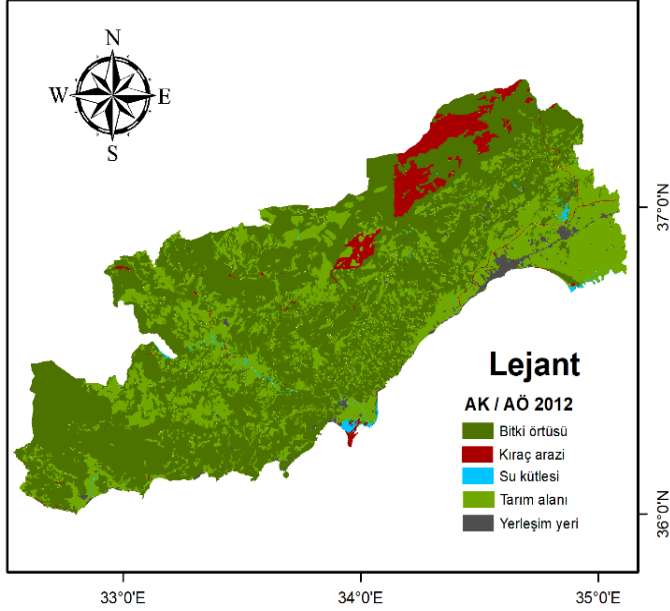 N
W E
S
37°0'N
Lejant
AK / AÖ 2012
Bitki örtüsü
Kıraç arazi
Su kütlesi
Tarım alanı
Yerleşim yeri
36°0'N
33°0'E 34°0'E 35°0'E